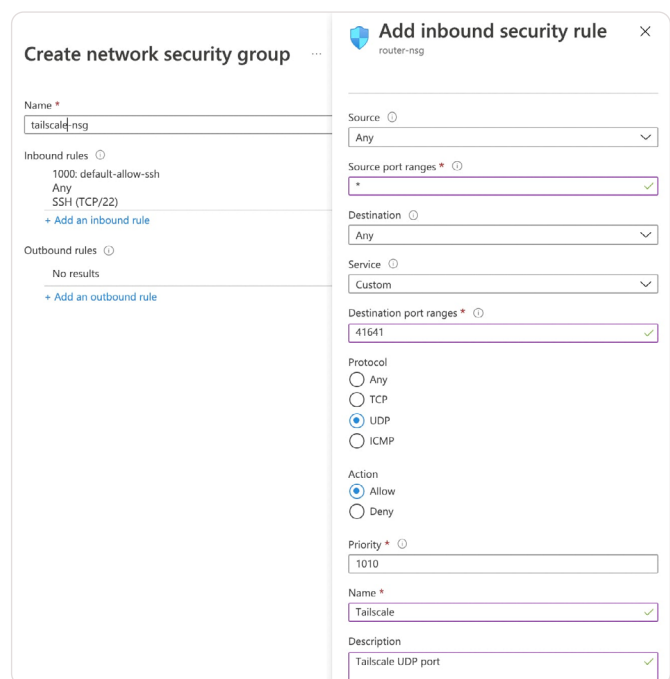 Create network security group
...
Name *
tailscale-nsg
Inbound rules
1000: default-allow-ssh
Any
SSH (TCP/22)
+ Add an inbound rule
Outbound rules
No results
+ Add an outbound rule
Add inbound security rule
router-nsg
Source
Any
Source port ranges *
*
Destination
Any
Service
Custom
Destination port ranges *
41641
Protocol
Any
TCP
UDP
ICMP
Action
Allow
Deny
Priority *
1010
Name *
Tailscale
Description
Tailscale UDP port